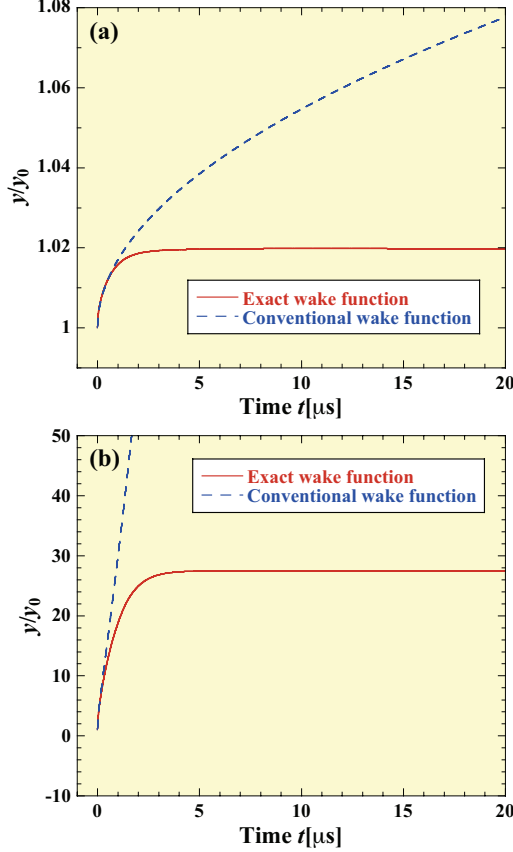 (a)
1.08
1.06
1.04
1.02
1
y/y0
Exact wake function
Conventional wake function
0 5 10 15 20
Time t[μs]
(b)
50
40
30
20
10
0
-10
y/y0
Exact wake function
Conventional wake function
0 5 10 15 20
Time t[μs]